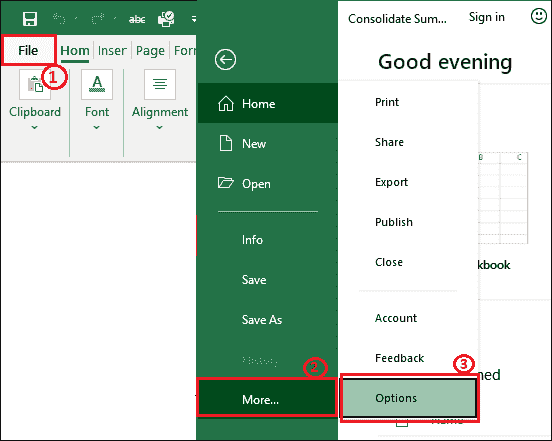 abc
File Hom Inser Page Forr
1
Clipboard Font Alignment
Consolidate Sum... Sign in
Good evening
Home
New
Open
Info
Save
Save As
History
2
More...
Print
Share
Export
Publish
Close
Account
Feedback
3
Options
B C
kbook
ned
Name